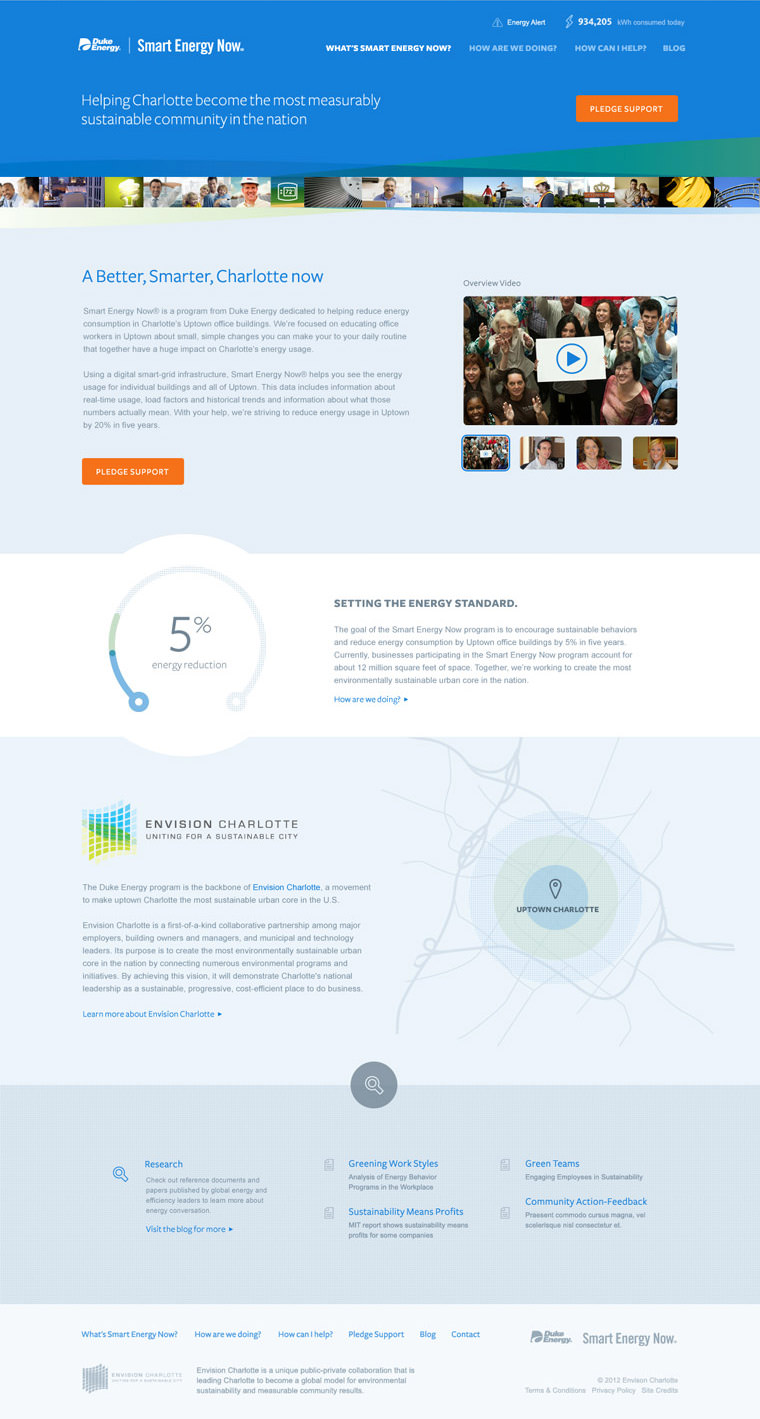 Energy Alert
934,205 kWh consumed today
Duke Energy. Smart Energy Now®
WHAT'S SMART ENERGY NOW? HOW ARE WE DOING? HOW CAN I HELP? BLOG
Helping Charlotte become the most measurably
sustainable community in the nation
PLEDGE SUPPORT
72°
A Better, Smarter, Charlotte now
Smart Energy Now® is a program from Duke Energy dedicated to helping reduce energy
consumption in Charlotte's Uptown office buildings. We're focused on educating office
workers in Uptown about small, simple changes you can make your to your daily routine
that together have a huge impact on Charlotte's energy usage.
Using a digital smart-grid infrastructure, Smart Energy Now® helps you see the energy
usage for individual buildings and all of Uptown. This data includes information about
real-time usage, load factors and historical trends and information about what those
numbers actually mean. With your help, we're striving to reduce energy usage in Uptown
by 20% in five years.
PLEDGE SUPPORT
Overview Video
5%
energy reduction
SETTING THE ENERGY STANDARD.
The goal of the Smart Energy Now program is to encourage sustainable behaviors
and reduce energy consumption by Uptown office buildings by 5% in five years.
Currently, businesses participating in the Smart Energy Now program account for
about 12 million square feet of space. Together, we're working to create the most
environmentally sustainable urban core in the nation.
How are we doing? ▸
ENVISION CHARLOTTE
UNITING FOR A SUSTAINABLE CITY
The Duke Energy program is the backbone of Envision Charlotte, a movement
to make uptown Charlotte the most sustainable urban core in the U.S.
Envision Charlotte is a first-of-a-kind collaborative partnership among major
employers, building owners and managers, and municipal and technology
leaders. Its purpose is to create the most environmentally sustainable urban
core in the nation by connecting numerous environmental programs and
initiatives. By achieving this vision, it will demonstrate Charlotte's national
leadership as a sustainable, progressive, cost-efficient place to do business.
Learn more about Envision Charlotte ▸
UPTOWN CHARLOTTE
Research
Check out reference documents and
papers published by global energy and
efficiency leaders to learn more about
energy conversation.
Visit the blog for more ▸
Greening Work Styles
Analysis of Energy Behavior
Programs in the Workplace
Sustainability Means Profits
MIT report shows sustainability means
profits for some companies
Green Teams
Engaging Employees in Sustainability
Community Action-Feedback
Praesent commodo cursus magna, vel
scelerisque nisl consectetur et.
What's Smart Energy Now? How are we doing? How can I help? Pledge Support Blog Contact
Duke Energy. Smart Energy Now®
ENVISION CHARLOTTE
UNITING FOR A SUSTAINABLE CITY
Envision Charlotte is a unique public-private collaboration that is
leading Charlotte to become a global model for environmental
sustainability and measurable community results.
© 2012 Envison Charlotte
Terms & Conditions Privacy Policy Site Credits